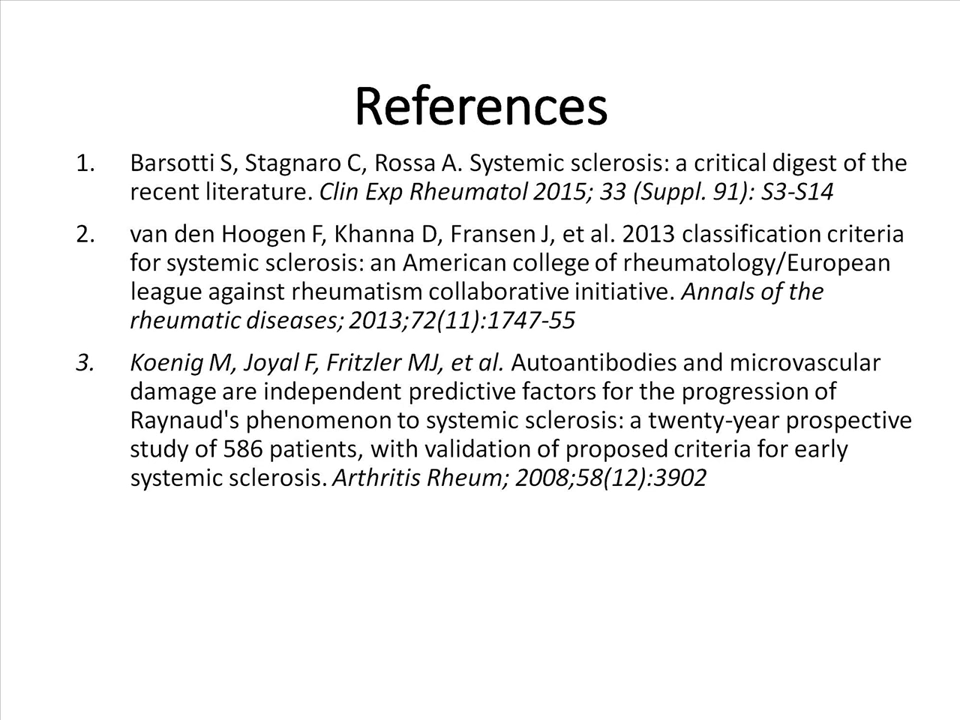 References
1. Barsotti S, Stagnaro C, Rossa A. Systemic sclerosis: a critical digest of the
recent literature. Clin Exp Rheumatol 2015; 33 (Suppl. 91): S3-S14
2. van den Hoogen F, Khanna D, Fransen J, et al. 2013 classification criteria
for systemic sclerosis: an American college of rheumatology/European
league against rheumatism collaborative initiative. Annals of the
rheumatic diseases; 2013;72(11):1747-55
3. Koenig M, Joyal F, Fritzler MJ, et al. Autoantibodies and microvascular
damage are independent predictive factors for the progression of
Raynaud's phenomenon to systemic sclerosis: a twenty-year prospective
study of 586 patients, with validation of proposed criteria for early
systemic sclerosis. Arthritis Rheum; 2008;58(12):3902